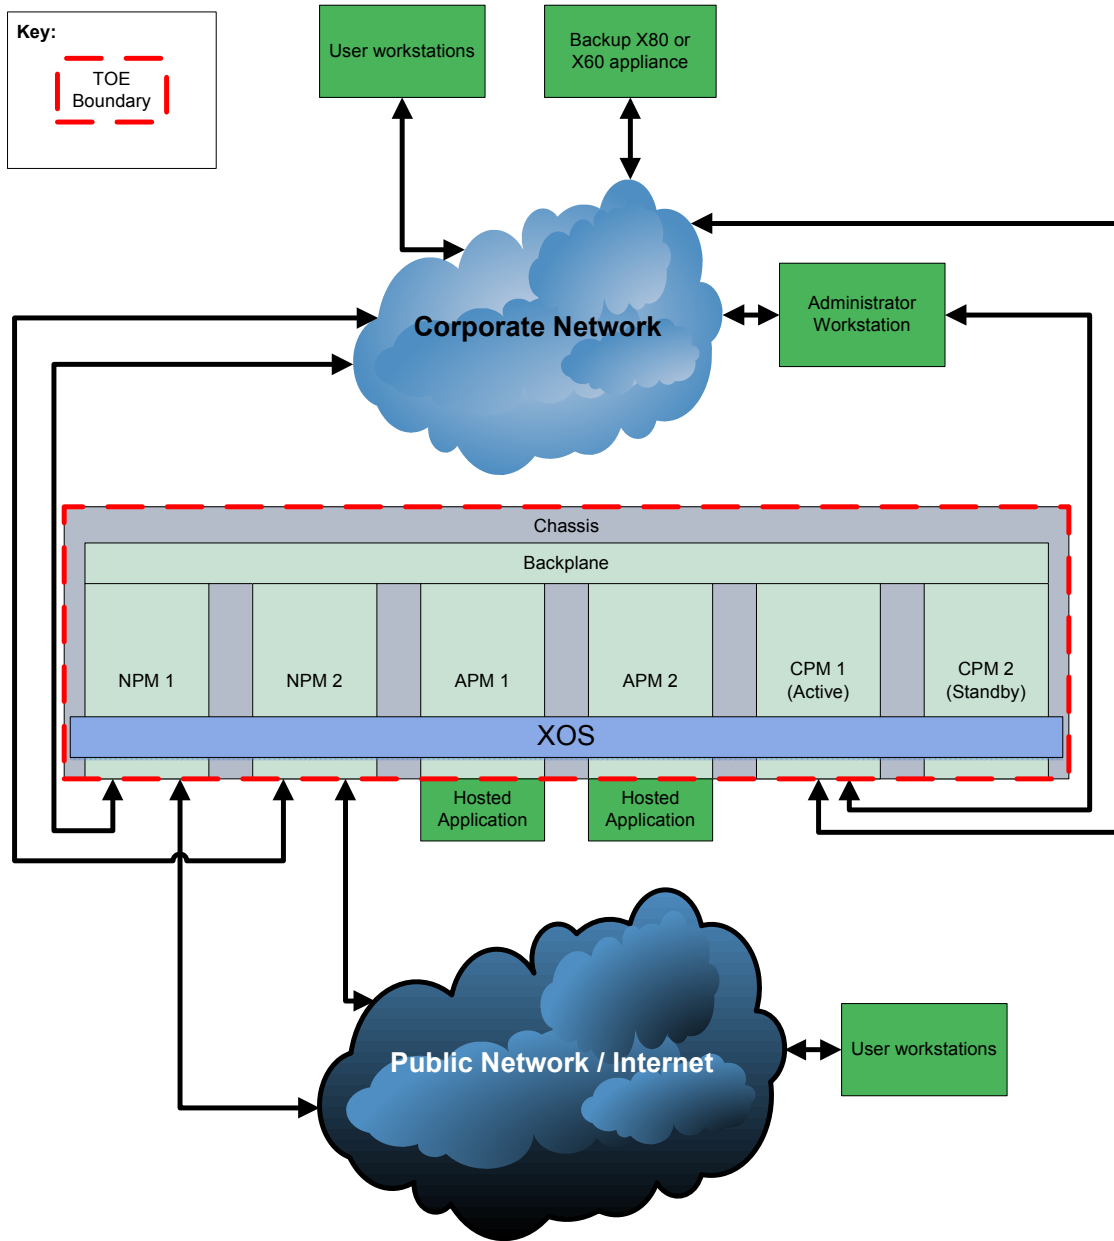 Key:
TOE
Boundary
User workstations
Backup X80 or
X60 appliance
Corporate Network
Administrator
Workstation
Chassis
Backplane
NPM 1
NPM 2
APM 1
APM 2
CPM 1
(Active)
CPM 2
(Standby)
XOS
Hosted
Application
Hosted
Application
Public Network / Internet
User workstations